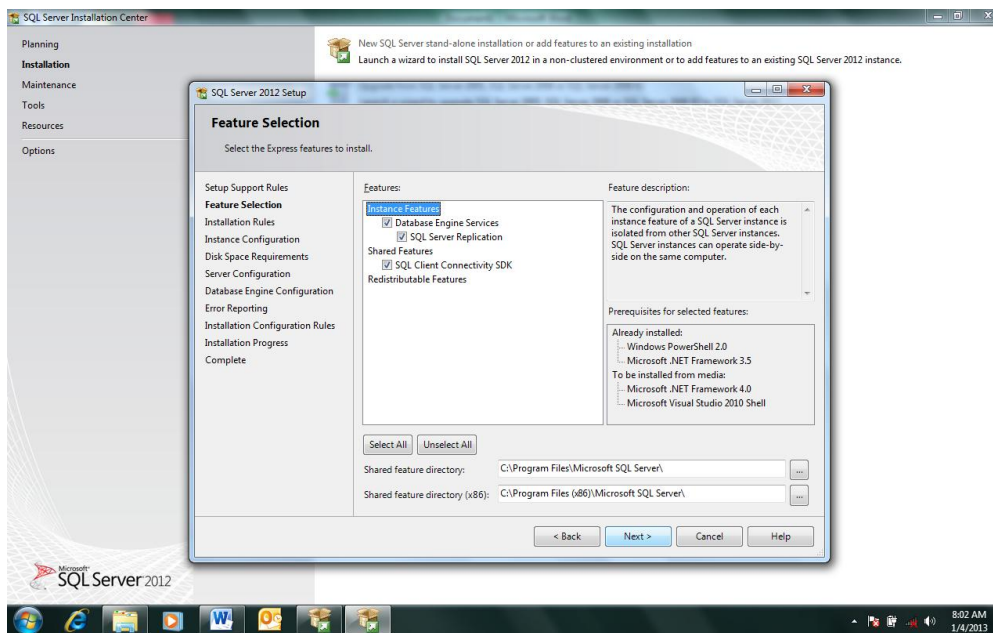 SQL Server Installation Center
Planning
Installation
Maintenance
Tools
Resources
Options
New SQL Server stand-alone installation or add features to an existing installation
Launch a wizard to install SQL Server 2012 in a non-clustered environment or to add features to an existing SQL Server 2012 instance.
SQL Server 2012 Setup
Feature Selection
Select the Express features to install.
Setup Support Rules
Feature Selection
Installation Rules
Instance Configuration
Disk Space Requirements
Server Configuration
Database Engine Configuration
Error Reporting
Installation Configuration Rules
Installation Progress
Complete
Features:
Instance Features
Database Engine Services
SQL Server Replication
Shared Features
SQL Client Connectivity SDK
Redistributable Features
Feature description:
The configuration and operation of each
instance feature of a SQL Server instance is
isolated from other SQL Server instances.
SQL Server instances can operate side-by-
side on the same computer.
Prerequisites for selected features:
Already installed:
Windows PowerShell 2.0
Microsoft .NET Framework 3.5
To be installed from media:
Microsoft .NET Framework 4.0
Microsoft Visual Studio 2010 Shell
Select All Unselect All
Shared feature directory: C:\Program Files\Microsoft SQL Server\ ...
Shared feature directory (x86): C:\Program Files (x86)\Microsoft SQL Server\ ...
< Back Next > Cancel Help
Microsoft®
SQL Server 2012
8:02 AM
1/4/2013